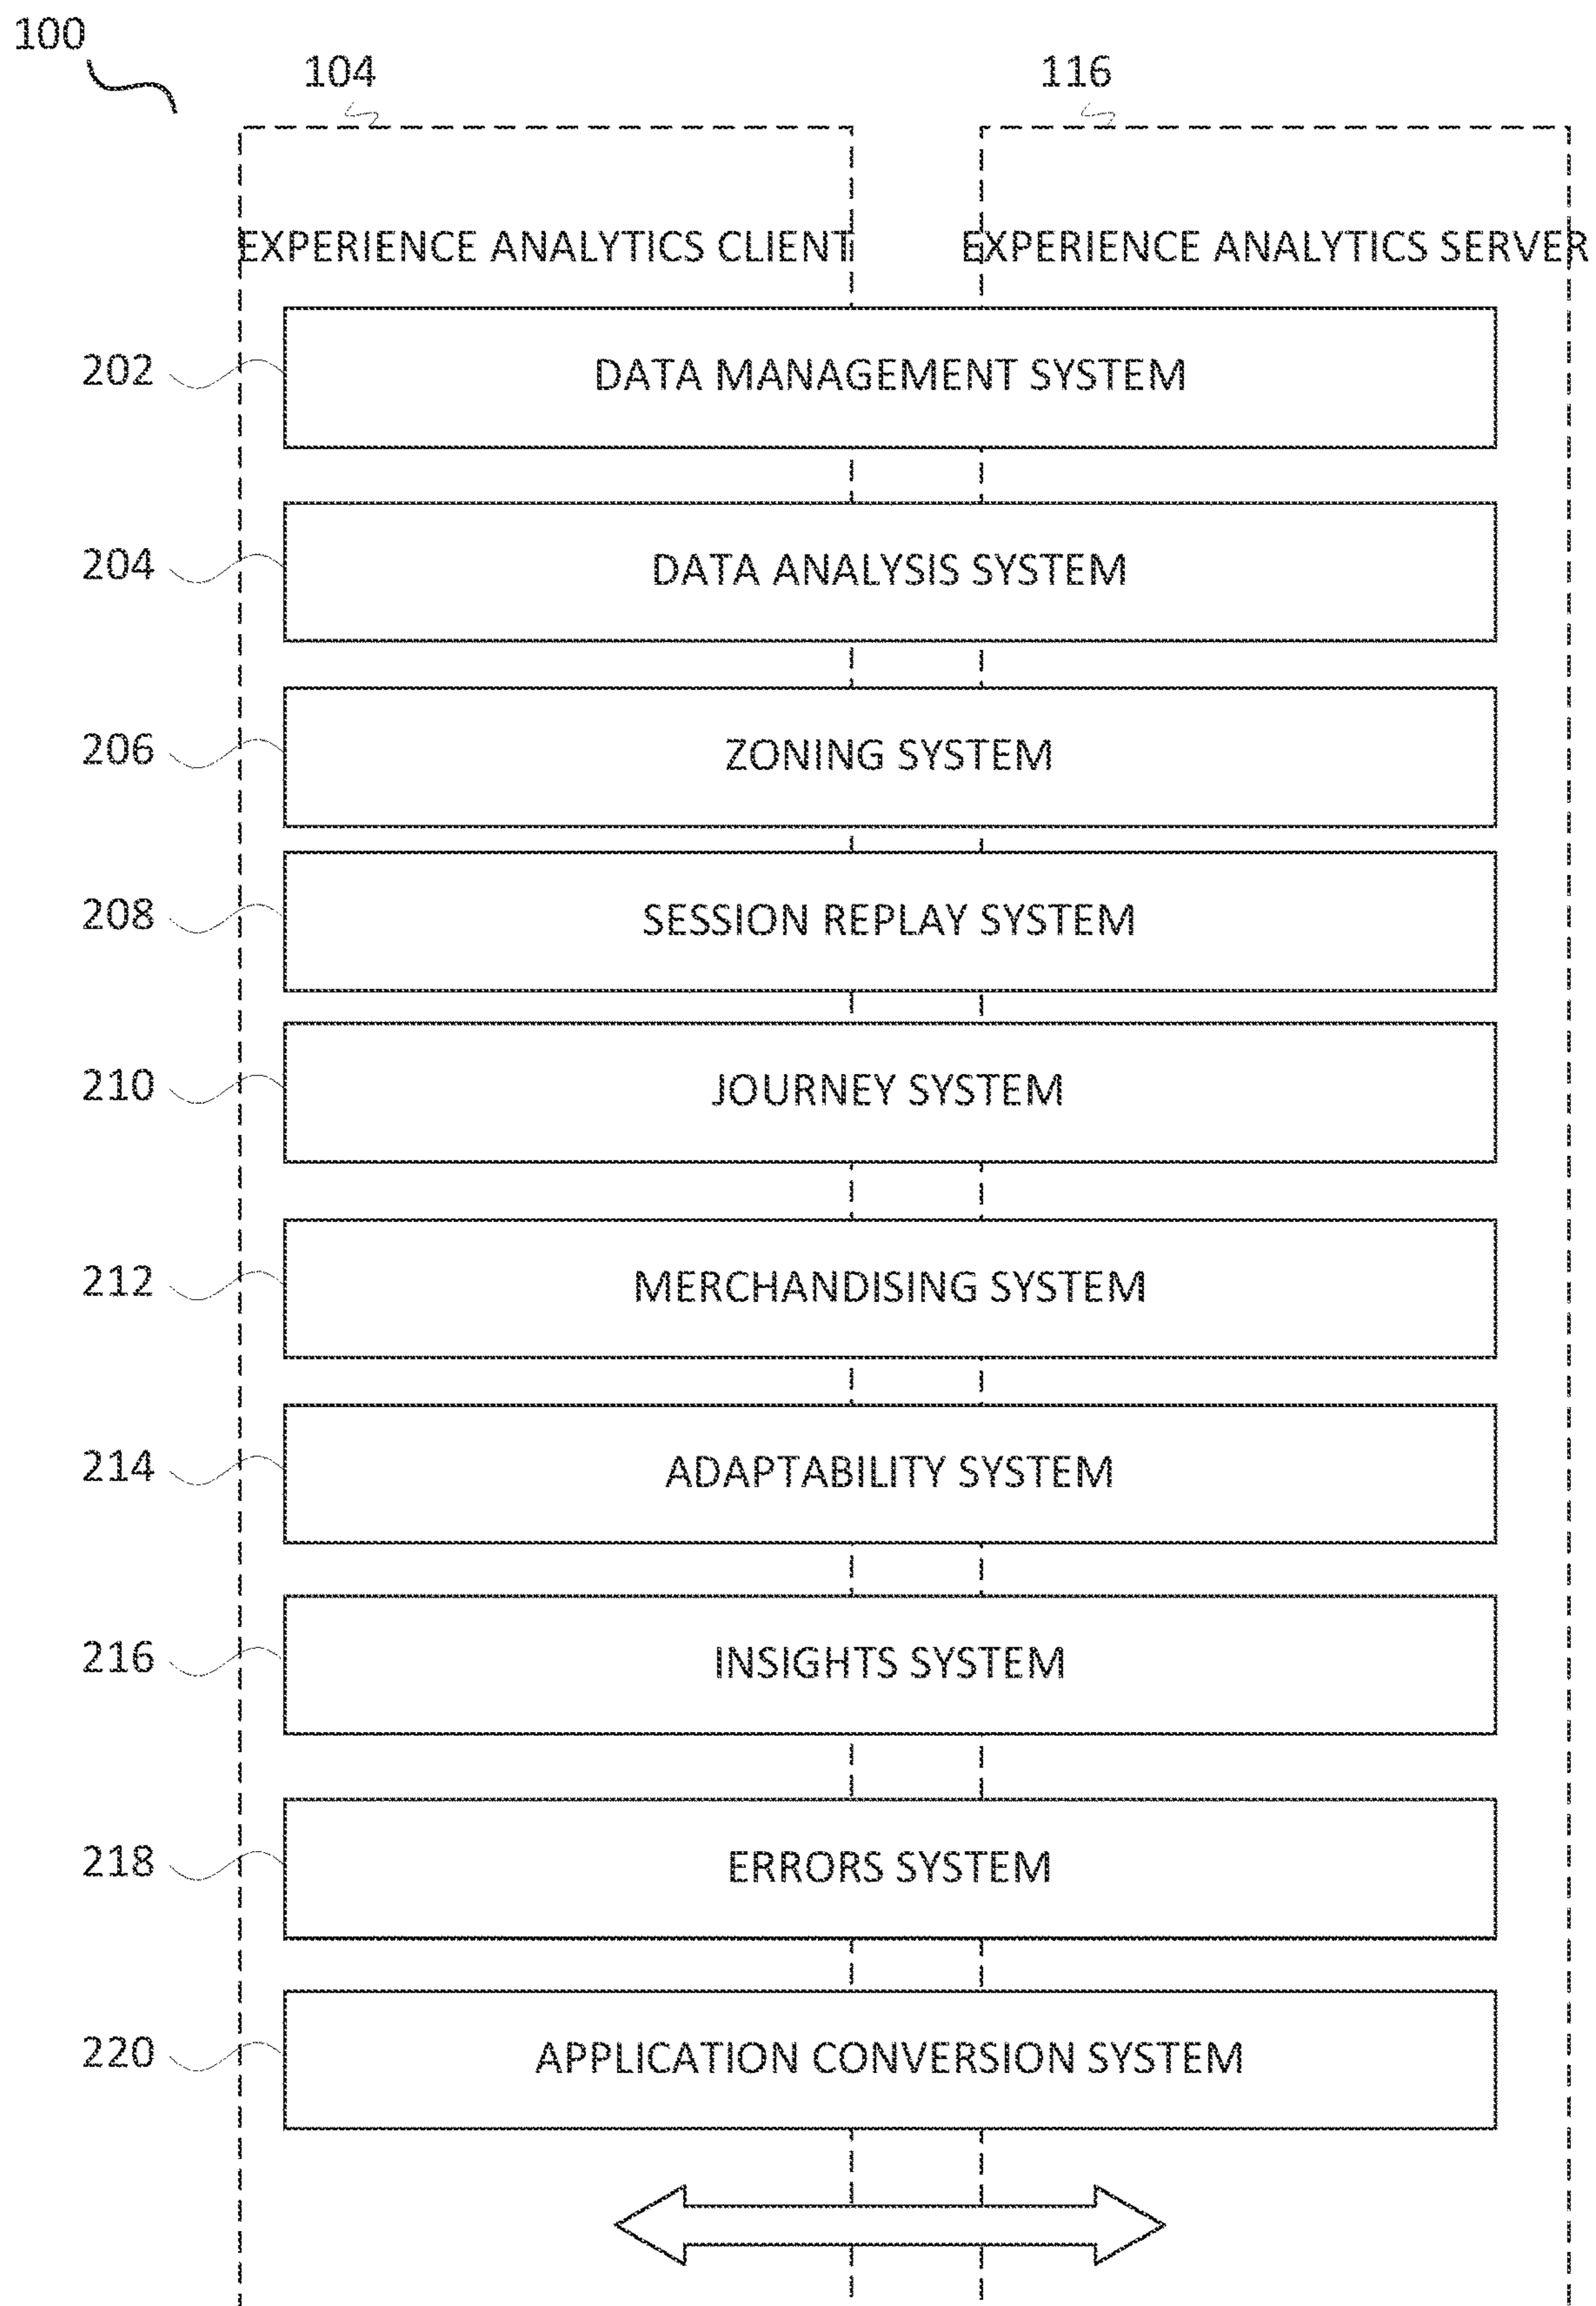 100
104
116
EXPERIENCE ANALYTICS CLIENT
EXPERIENCE ANALYTICS SERVER
202
DATA MANAGEMENT SYSTEM
204
DATA ANALYSIS SYSTEM
206
ZONING SYSTEM
208
SESSION REPLAY SYSTEM
210
JOURNEY SYSTEM
212
MERCHANDISING SYSTEM
214
ADAPTABILITY SYSTEM
216
INSIGHTS SYSTEM
218
ERRORS SYSTEM
220
APPLICATION CONVERSION SYSTEM